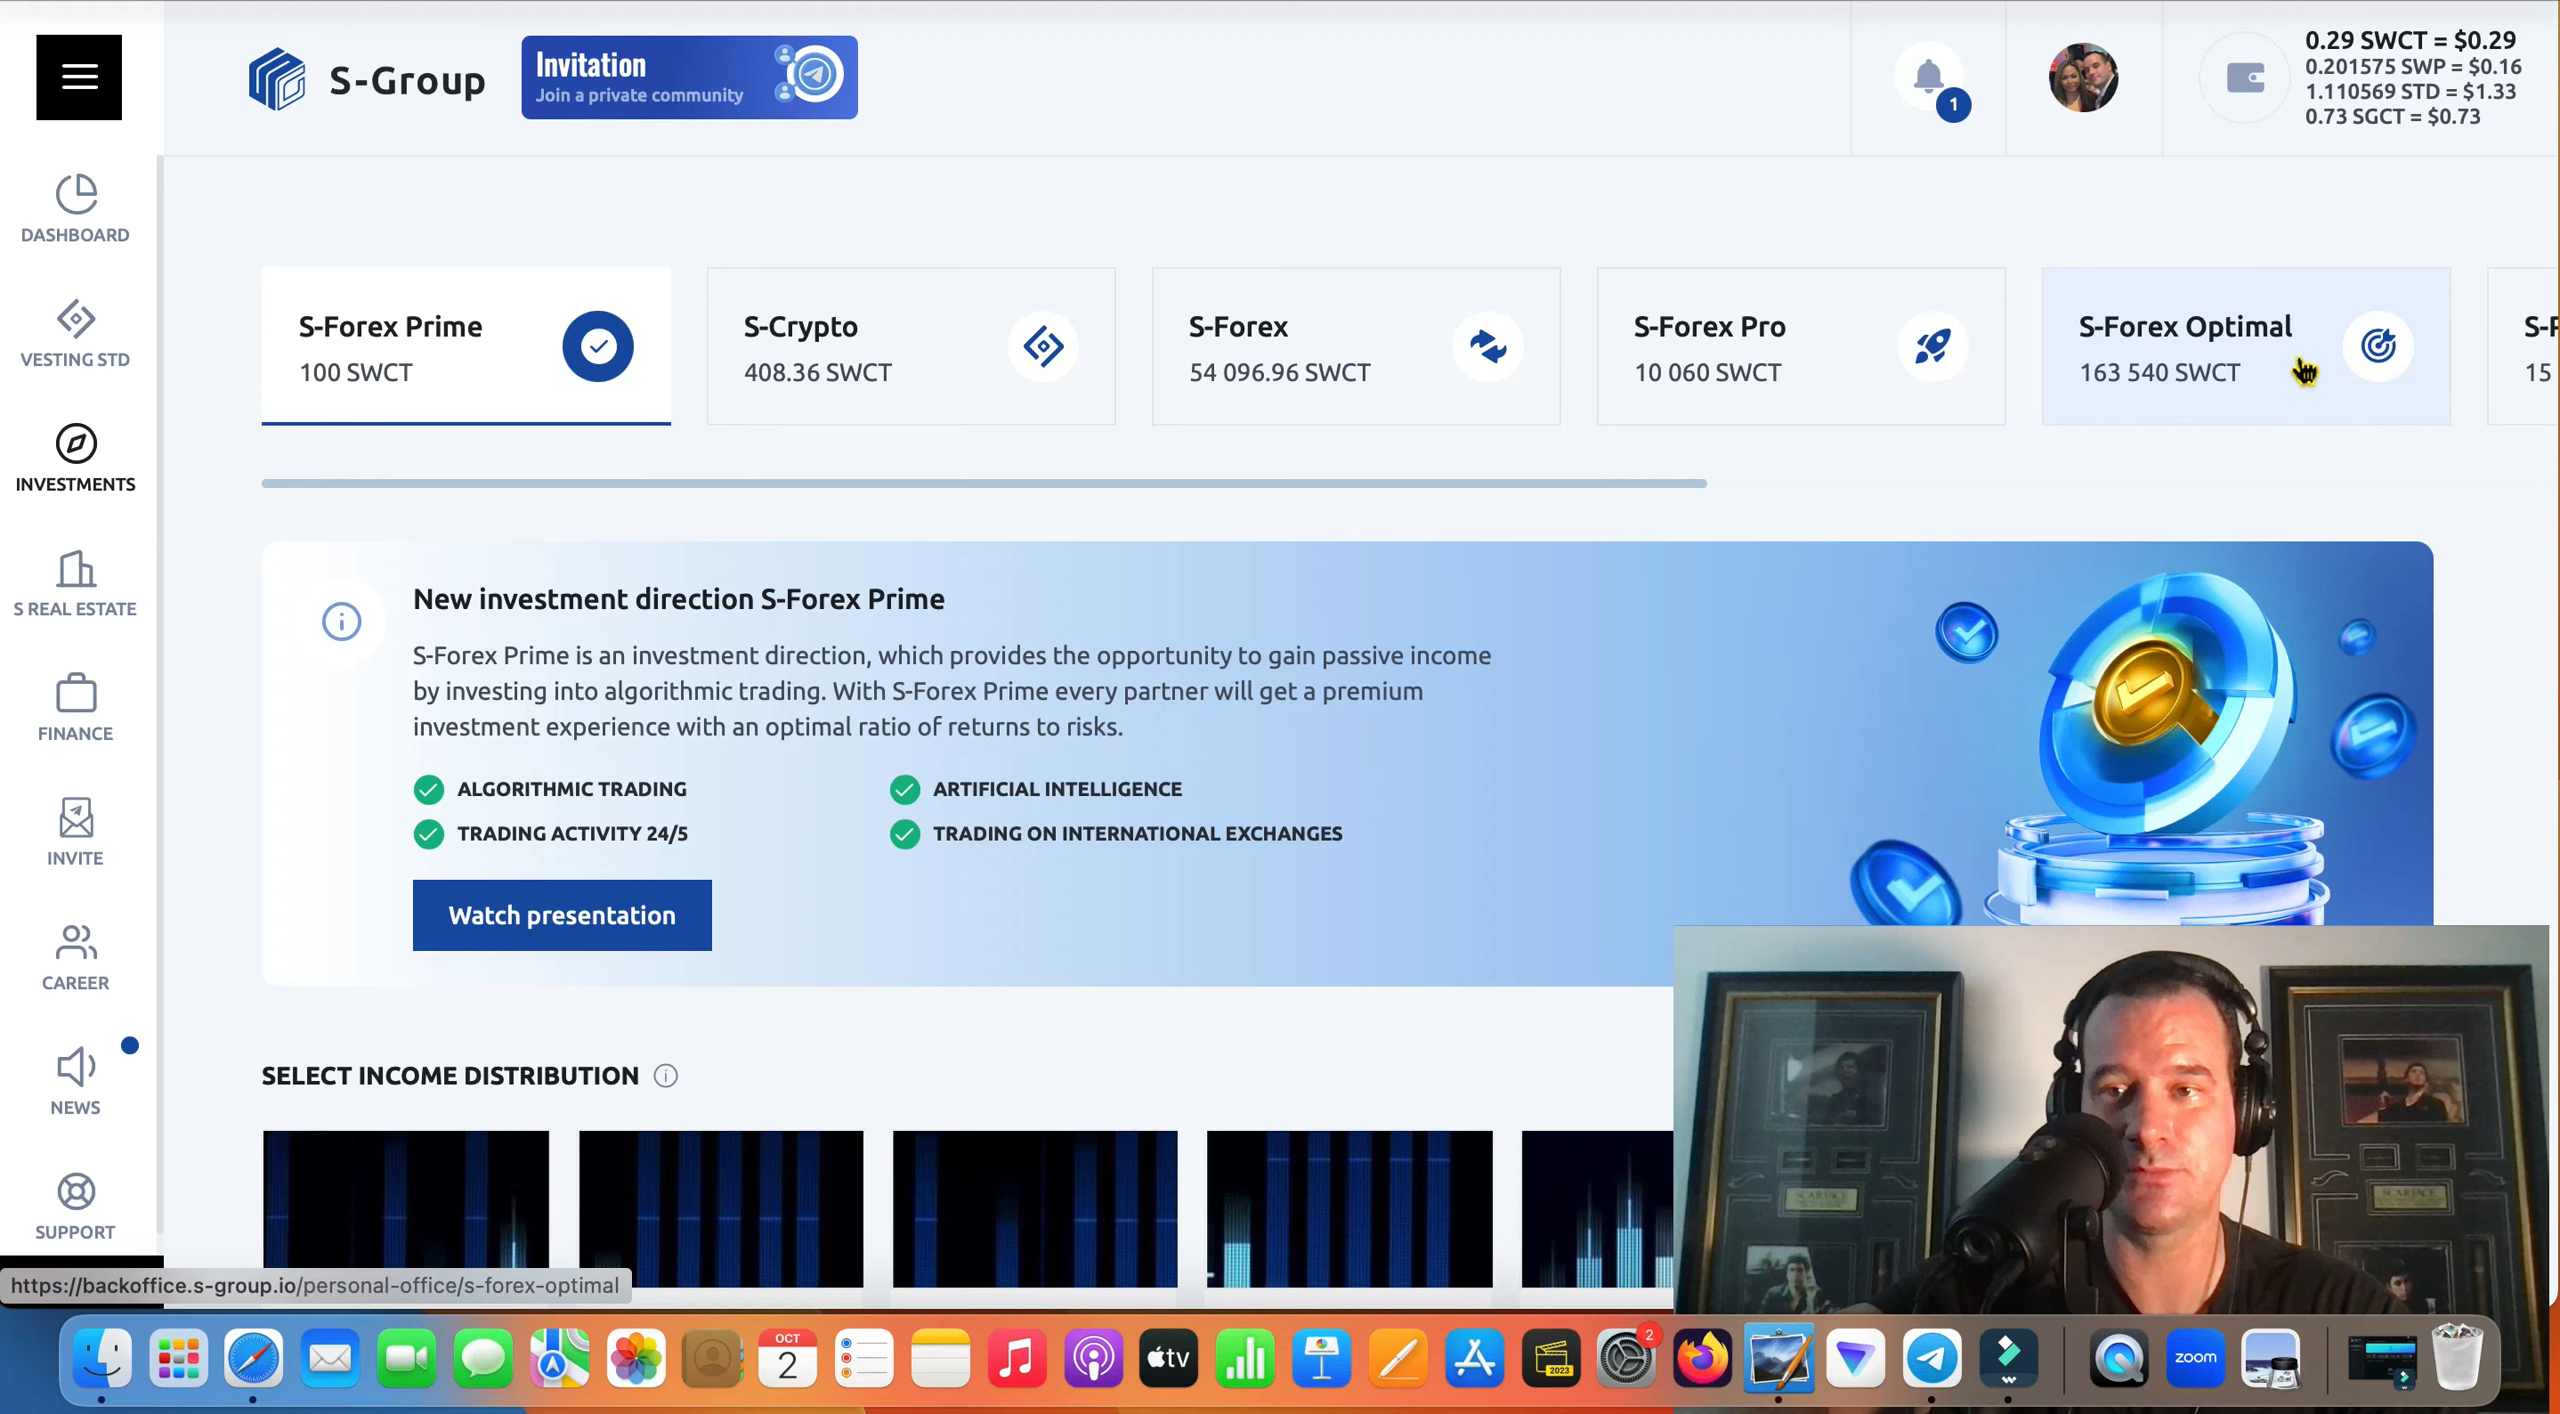 S-Group
Invitation
Join a private community
1
0.29 SWCT = $0.29
0.201575 SWP = $0.16
1.110569 STD = $1.33
0.73 SGCT = $0.73
DASHBOARD
VESTING STD
INVESTMENTS
S REAL ESTATE
FINANCE
INVITE
CAREER
NEWS
SUPPORT
S-Forex Prime
100 SWCT
S-Crypto
408.36 SWCT
S-Forex
54 096.96 SWCT
S-Forex Pro
10 060 SWCT
S-Forex Optimal
163 540 SWCT
15
New investment direction S-Forex Prime
S-Forex Prime is an investment direction, which provides the opportunity to gain passive income
by investing into algorithmic trading. With S-Forex Prime every partner will get a premium
investment experience with an optimal ratio of returns to risks.
ALGORITHMIC TRADING
ARTIFICIAL INTELLIGENCE
TRADING ACTIVITY 24/5
TRADING ON INTERNATIONAL EXCHANGES
Watch presentation
SELECT INCOME DISTRIBUTION
SCARFACE
SCARFACE
https://backoffice.s-group.io/personal-office/s-forex-optimal
OCT
2
tv
2023
2
zoom